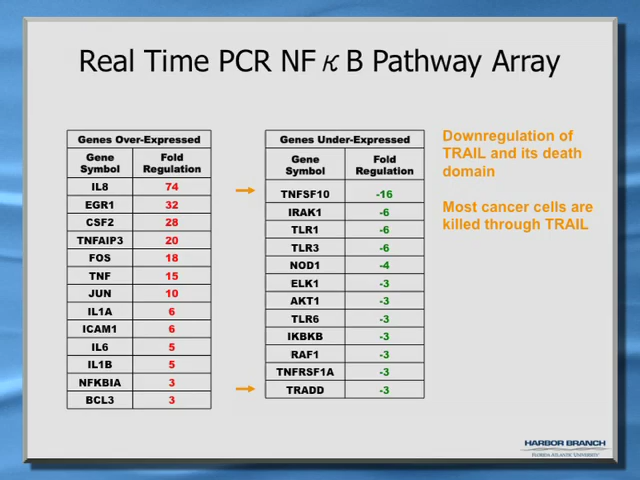 Real Time PCR NFκB Pathway Array
Genes Over-Expressed
Gene Symbol Fold Regulation
IL8 74
EGR1 32
CSF2 28
TNFAIP3 20
FOS 18
TNF 15
JUN 10
IL1A 6
ICAM1 6
IL6 5
IL1B 5
NFKBIA 3
BCL3 3
Genes Under-Expressed
Gene Symbol Fold Regulation
TNFSF10 -16
IRAK1 -6
TLR1 -6
TLR3 -6
NOD1 -4
ELK1 -3
AKT1 -3
TLR6 -3
IKBKB -3
RAF1 -3
TNFRSF1A -3
TRADD -3
Downregulation of
TRAIL and its death
domain
Most cancer cells are
killed through TRAIL
HARBOR BRANCH
FLORIDA ATLANTIC UNIVERSITY